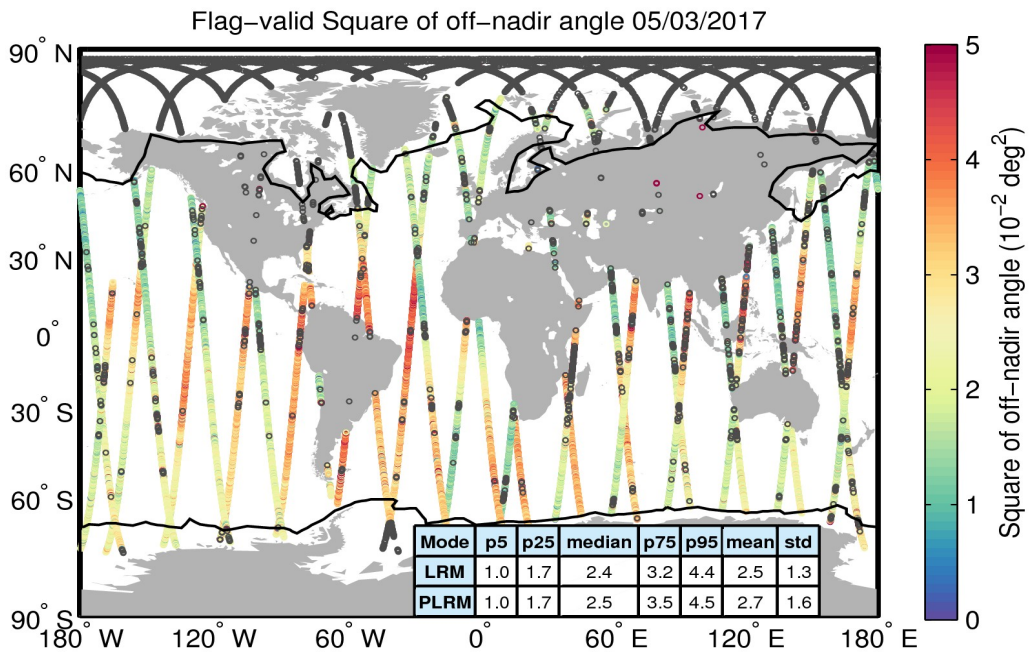 Flag−valid Square of off−nadir angle 05/03/2017
90° N
60° N
30° N
0°
30° S
60° S
90° S
180° W
120° W
60° W
0°
60° E
120° E
180° E
Mode p5 p25 median p75 p95 mean std
LRM 1.0 1.7 2.4 3.2 4.4 2.5 1.3
PLRM 1.0 1.7 2.5 3.5 4.5 2.7 1.6
5
4
3
2
1
0
Square of off−nadir angle (10⁻² deg²)